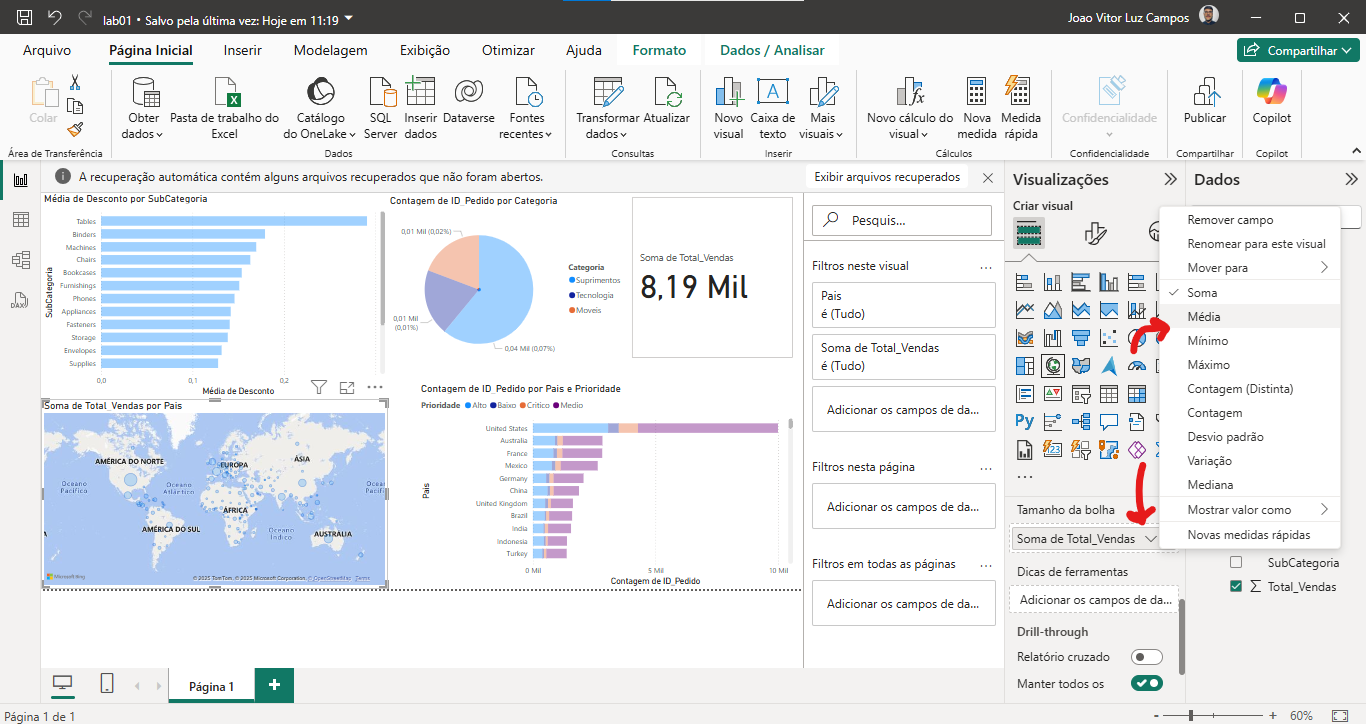 lab01 • Salvo pela última vez: Hoje em 11:19
Joao Vitor Luz Campos
Arquivo
Página Inicial
Inserir
Modelagem
Exibição
Otimizar
Ajuda
Formato
Dados / Analisar
Compartilhar
Colar
Obter
dados
Pasta de trabalho do
Excel
Catálogo
do OneLake
SQL
Server
Inserir
dados
Dataverse
Fontes
recentes
Transformar
dados
Atualizar
Novo
visual
Caixa de
texto
Mais
visuais
Novo cálculo do
visual
Nova
medida
Medida
rápida
Confidencialidade
Publicar
Copilot
Área de Transferência
Dados
Consultas
Inserir
Cálculos
Confidencialidade
Compartilhar
Copilot
A recuperação automática contém alguns arquivos recuperados que não foram abertos.
Exibir arquivos recuperados
Média de Desconto por SubCategoria
SubCategoria
Tables
Binders
Machines
Chairs
Bookcases
Furnishings
Phones
Appliances
Fasteners
Storage
Envelopes
Supplies
0,0
0,1
0,2
Média de Desconto
Contagem de ID_Pedido por Categoria
0,01 Mil (0,02%)
0,01 Mil
(0,01%)
0,04 Mil (0,07%)
Categoria
Suprimentos
Tecnologia
Moveis
Soma de Total_Vendas
8,19 Mil
Soma de Total_Vendas por Pais
AMÉRICA DO NORTE
EUROPA
ÁSIA
Oceano
Pacífico
Oceano
Atlântico
Oceano
Pacífico
ÁFRICA
AMÉRICA DO SUL
Oceano
Índico
AUSTRÁLIA
Microsoft Bing
© 2025 TomTom, © 2025 Microsoft Corporation, © OpenStreetMap Terms
Contagem de ID_Pedido por Pais e Prioridade
Prioridade
Alto
Baixo
Critico
Medio
Pais
United States
Australia
France
Mexico
Germany
China
United Kingdom
Brazil
India
Indonesia
Turkey
0 Mil
5 Mil
10 Mil
Contagem de ID_Pedido
Pesquis...
Filtros neste visual
...
Pais
é (Tudo)
Soma de Total_Vendas
é (Tudo)
Adicionar os campos de da...
Filtros nesta página
...
Adicionar os campos de da...
Filtros em todas as páginas
...
Adicionar os campos de da...
Visualizações
Criar visual
Py
123
...
Tamanho da bolha
Soma de Total_Vendas
Dicas de ferramentas
Adicionar os campos de da...
Drill-through
Relatório cruzado
Manter todos os
Dados
Remover campo
Renomear para este visual
Mover para
Soma
Média
Mínimo
Máximo
Contagem (Distinta)
Contagem
Desvio padrão
Variação
Mediana
Mostrar valor como
Novas medidas rápidas
SubCategoria
Total_Vendas
DAX
Página 1
Página 1 de 1
- + 60%